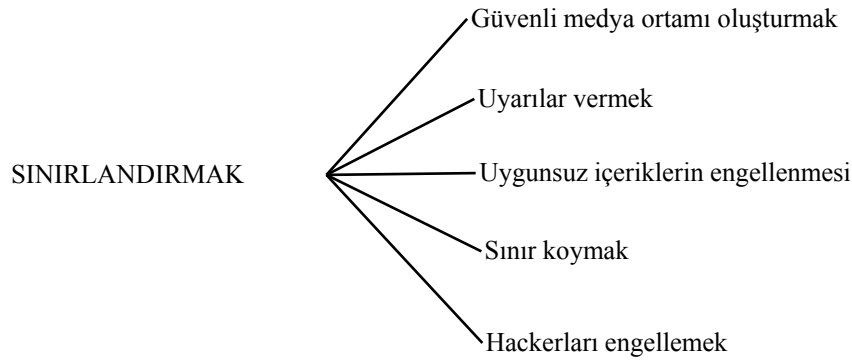 Güvenli medya ortamı oluşturmak
Uyarılar vermek
SINIRLANDIRMAK
Uygunsuz içeriklerin engellenmesi
Sınır koymak
Hackerları engellemek